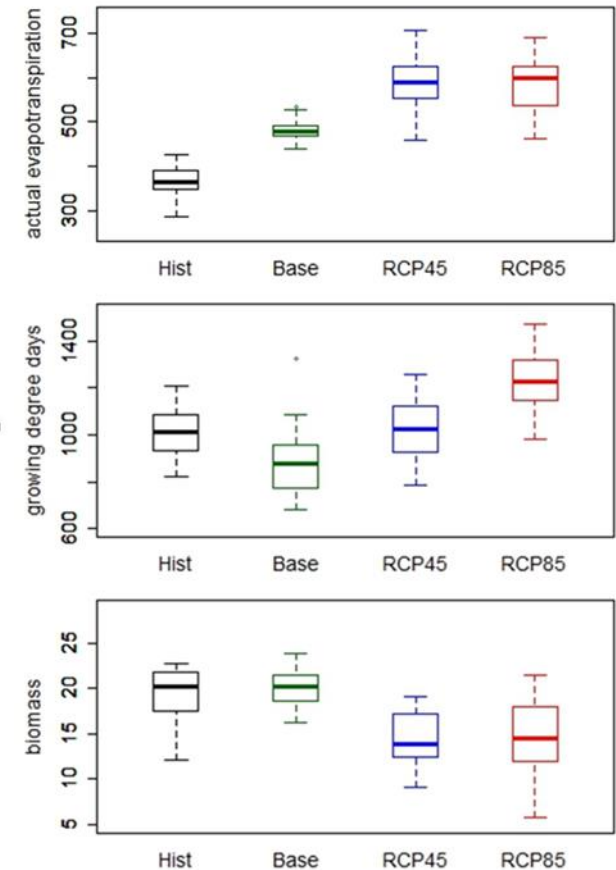 actual evapotranspiration
700
500
300
Hist Base RCP45 RCP85
growing degree days
1400
1000
600
Hist Base RCP45 RCP85
biomass
25
20
15
10
5
Hist Base RCP45 RCP85